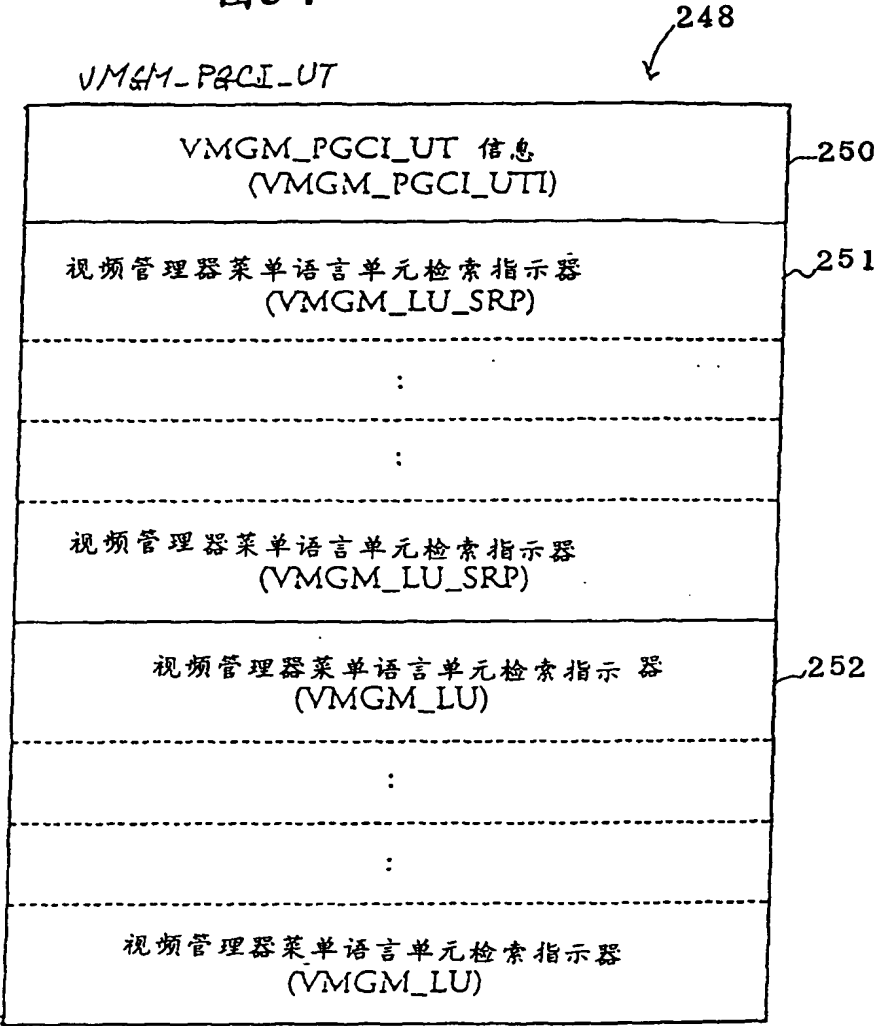 248
VMGM_PGCI_UT
VMGM_PGCI_UT 信息
(VMGM_PGCI_UTI)
250
视频管理器菜单语言单元检索指示器
(VMGM_LU_SRP)
251
:
:
视频管理器菜单语言单元检索指示器
(VMGM_LU_SRP)
视频管理器菜单语言单元检索指示 器
(VMGM_LU)
252
:
:
视频管理器菜单语言单元检索指示器
(VMGM_LU)